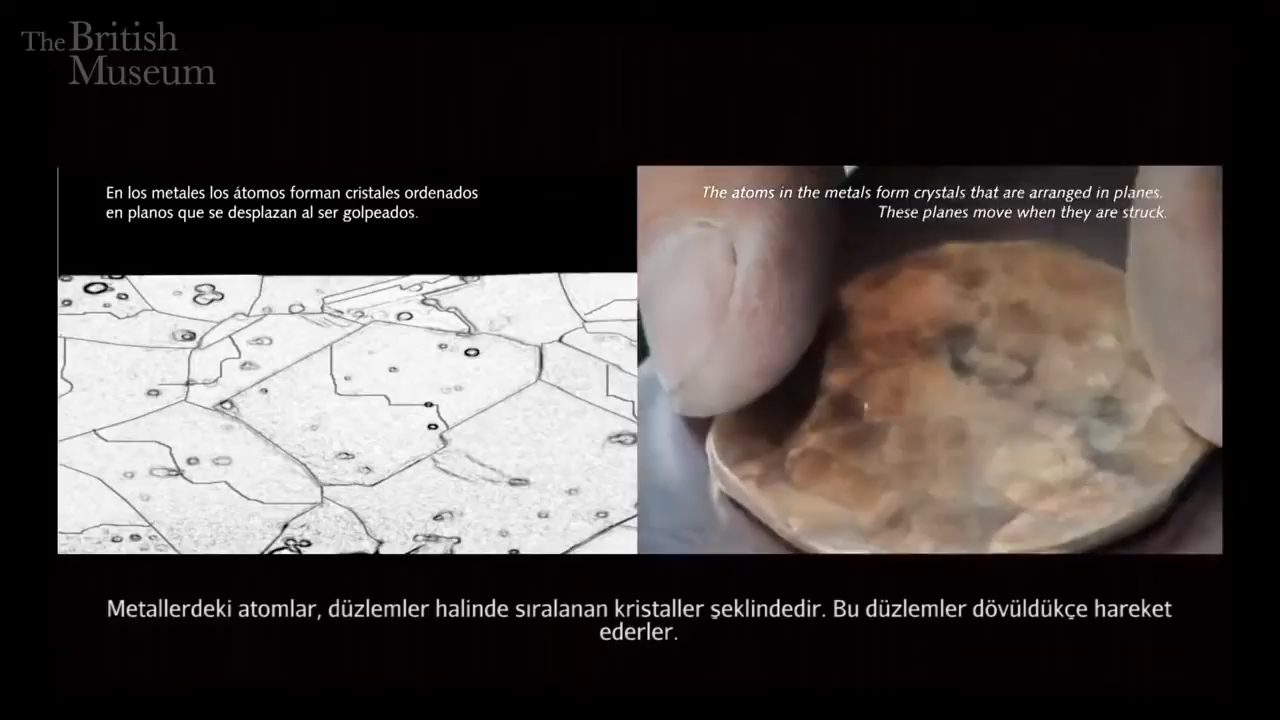 The British
Museum
En los metales los átomos forman cristales ordenados
en planos que se desplazan al ser golpeados.
The atoms in the metals form crystals that are arranged in planes.
These planes move when they are struck.
Metallerdeki atomlar, düzlemler halinde sıralanan kristaller şeklindedir. Bu düzlemler dövüldükçe hareket
ederler.